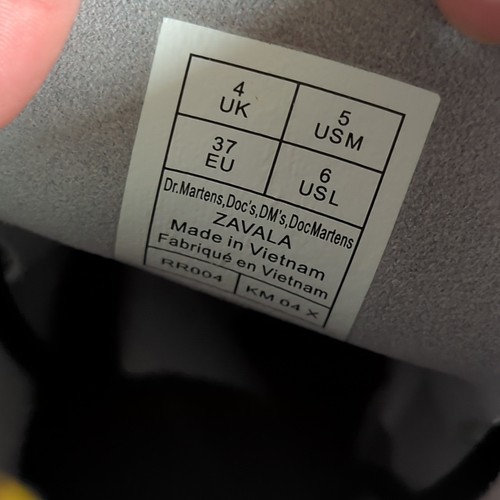 4 UK
5 USM
37 EU
6 USL
Dr.Martens,Doc's,DM's,DocMartens
ZAVALA
Made in Vietnam
Fabriqué en Vietnam
RR004 KM 04 X